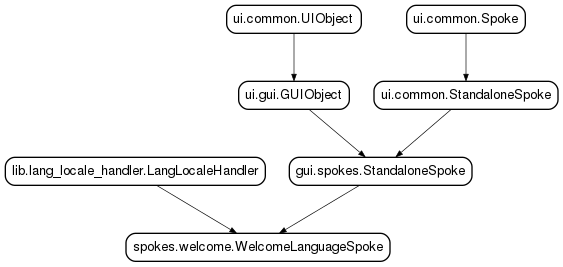 ui.common.UIObject
ui.common.Spoke
ui.gui.GUIObject
ui.common.StandaloneSpoke
lib.lang_locale_handler.LangLocaleHandler
gui.spokes.StandaloneSpoke
spokes.welcome.WelcomeLanguageSpoke